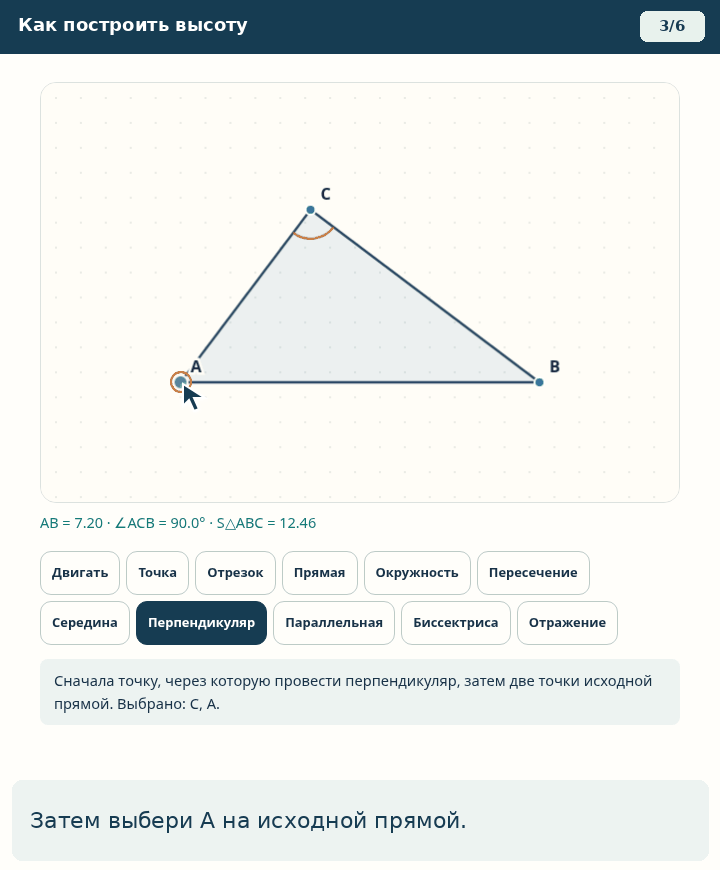 Как построить высоту
3/6
C
A
B
AB = 7.20 · ∠ACB = 90.0° · S△ABC = 12.46
Двигать
Точка
Отрезок
Прямая
Окружность
Пересечение
Середина
Перпендикуляр
Параллельная
Биссектриса
Отражение
Сначала точку, через которую провести перпендикуляр, затем две точки исходной
прямой. Выбрано: C, A.
Затем выбери A на исходной прямой.